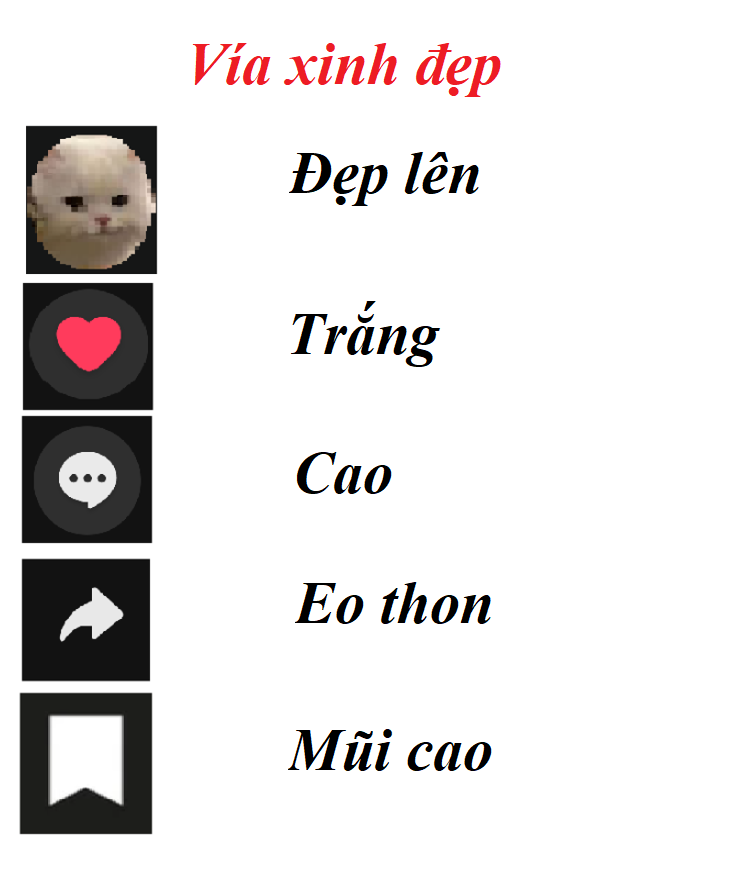 Vía xinh đẹp
Đẹp lên
Trắng
Cao
Eo thon
Mũi cao